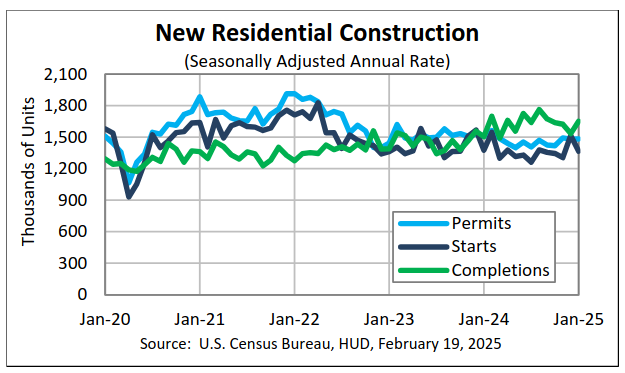 New Residential Construction
(Seasonally Adjusted Annual Rate)
Thousands of Units
2,100
1,800
1,500
1,200
900
600
300
0
Permits
Starts
Completions
Jan-20 Jan-21 Jan-22 Jan-23 Jan-24 Jan-25
Source: U.S. Census Bureau, HUD, February 19, 2025